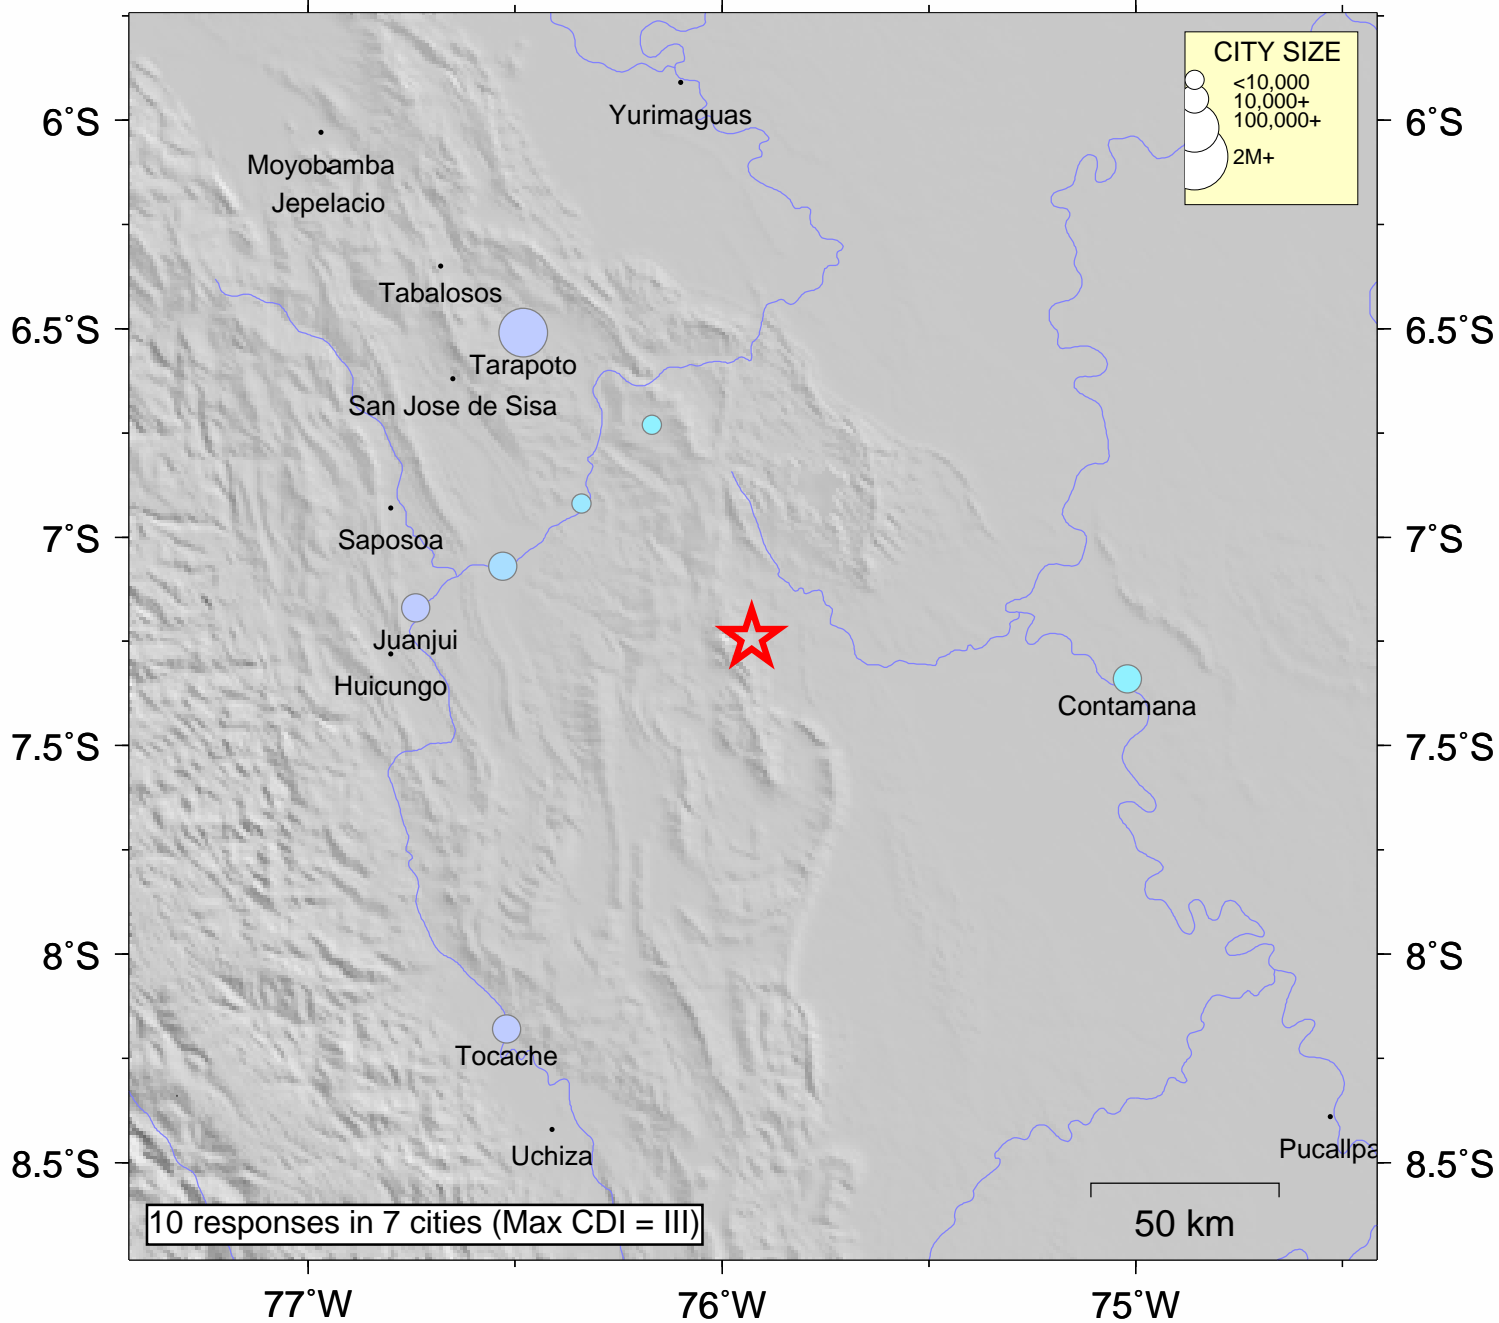 CITY SIZE
<10,000
10,000+
100,000+
2M+
6°S
6°S
6.5°S
6.5°S
7°S
7°S
7.5°S
7.5°S
8°S
8°S
8.5°S
8.5°S
Yurimaguas
Moyobamba
Jepelacio
Tabalosos
Tarapoto
San Jose de Sisa
Saposoa
Juanjui
Huicungo
Contamana
Tocache
Uchiza
Pucallpa
10 responses in 7 cities (Max CDI = III)
50 km
77°W
76°W
75°W